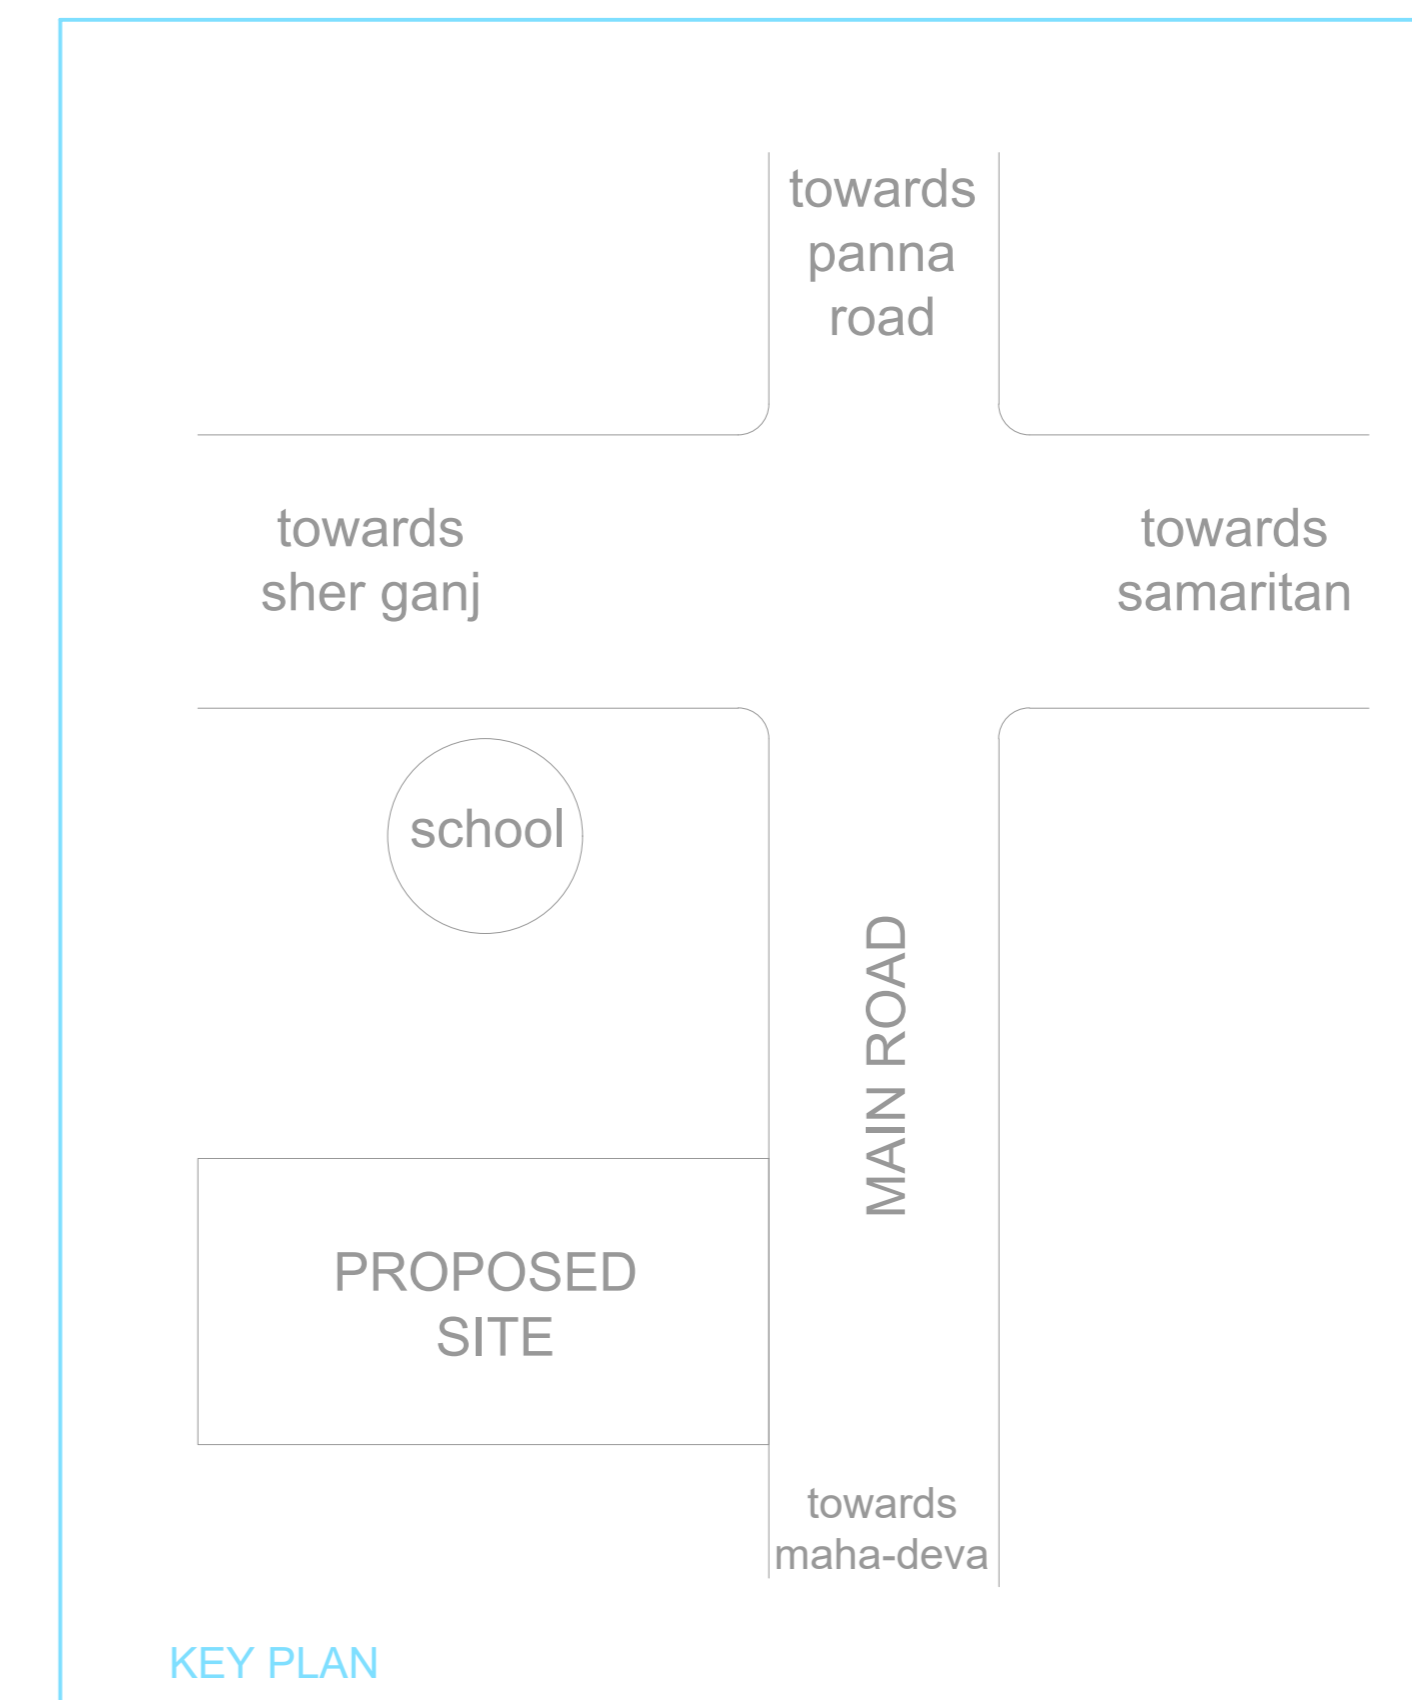 towards
panna
road
towards
sher ganj
towards
samaritan
school
MAIN ROAD
PROPOSED
SITE
towards
maha-deva
KEY PLAN